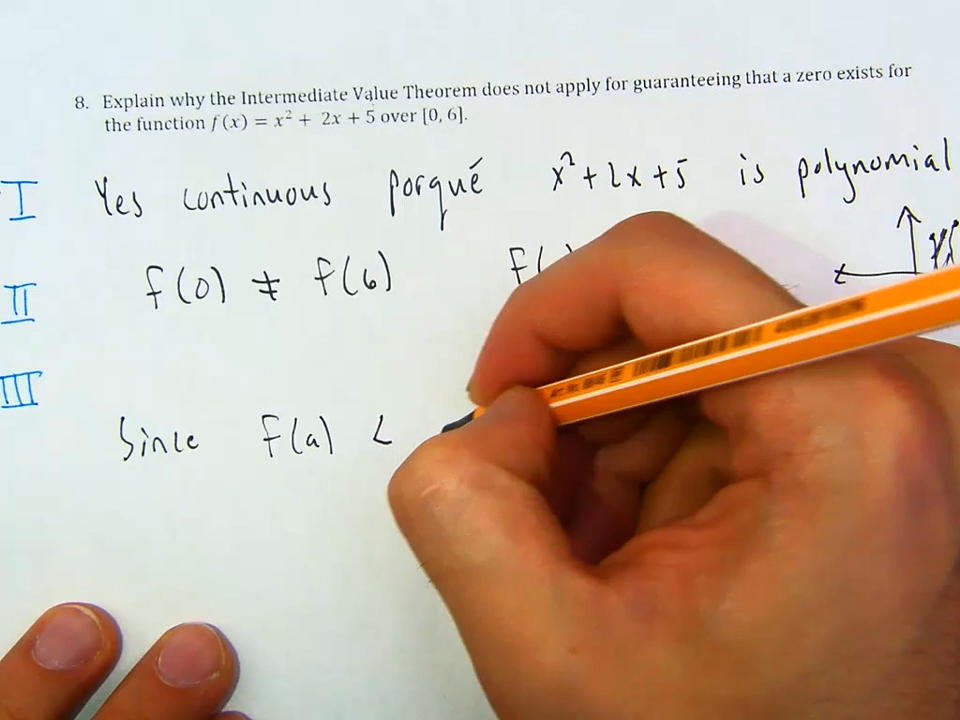 8. Explain why the Intermediate Value Theorem does not apply for guaranteeing that a zero exists for
the function f(x) = x² + 2x + 5 over [0, 6].
I Yes continuous porqué x²+2x+5 is polynomial
II f(0) ≠ f(6) f(
III
Since f(a) <